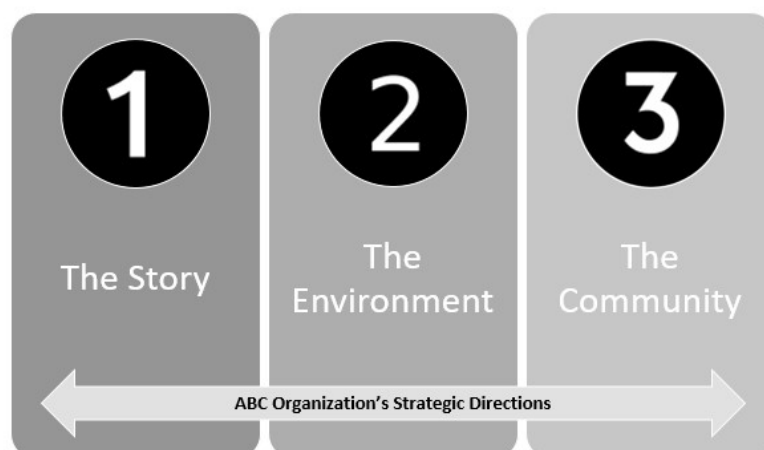 1
2
3
The Story
The
Environment
The
Community
ABC Organization's Strategic Directions